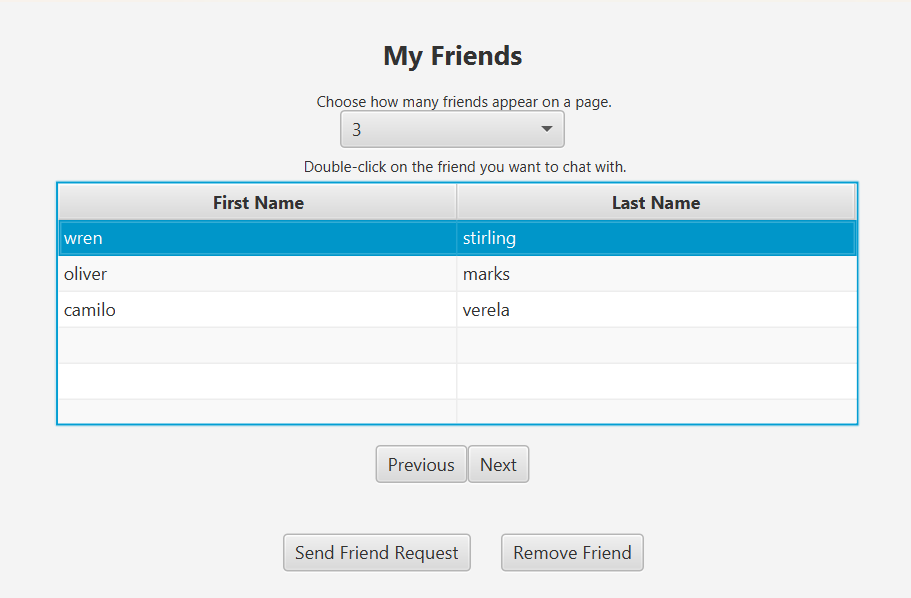 My Friends
Choose how many friends appear on a page.
3
Double-click on the friend you want to chat with.
First Name Last Name
wren stirling
oliver marks
camilo verela
Previous Next
Send Friend Request Remove Friend